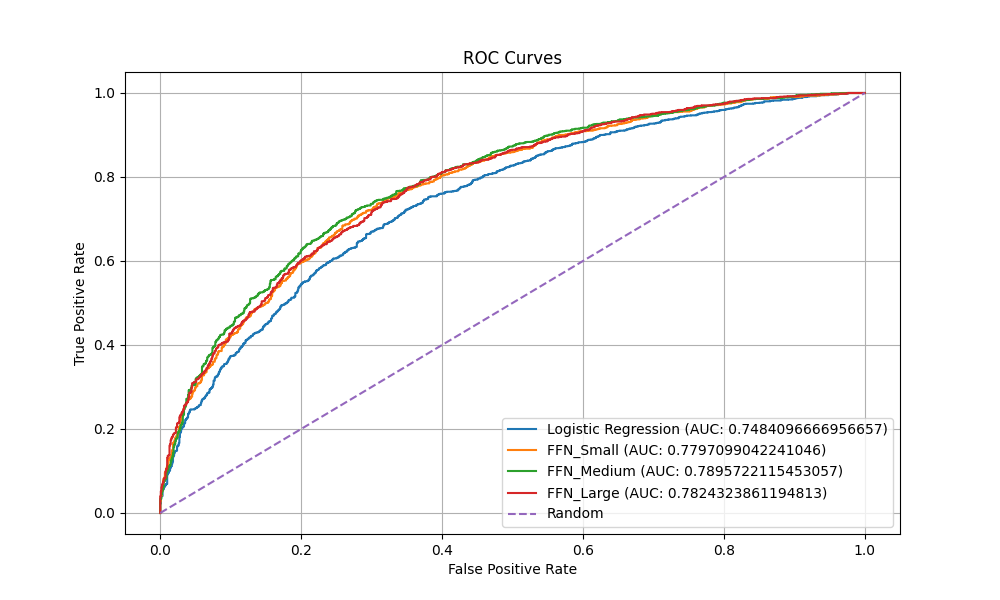 ROC Curves
True Positive Rate
1.0
0.8
0.6
0.4
0.2
0.0
Logistic Regression (AUC: 0.7484096666956657)
FFN_Small (AUC: 0.7797099042241046)
FFN_Medium (AUC: 0.7895722115453057)
FFN_Large (AUC: 0.7824323861194813)
Random
0.0 0.2 0.4 0.6 0.8 1.0
False Positive Rate